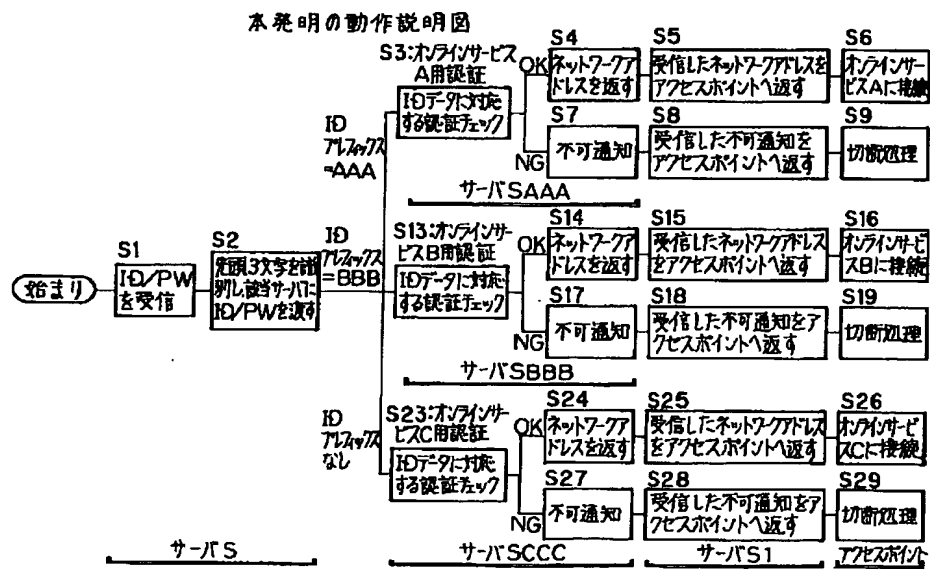 本発明の動作説明図
始まり
S1
ID/PW
を受信
S2
先頭3文字を識
別し該当サーバに
ID/PWを渡す
サーバS
ID
プレフィックス
=AAA
S3:オンラインサービス
A用認証
IDデータに対応
する認証チェック
OK
NG
S4
ネットワークア
ドレスを返す
S5
受信したネットワークアドレスを
アクセスポイントへ返す
S6
オンラインサー
ビスAに接続
S7
不可通知
S8
受信した不可通知を
アクセスポイントへ返す
S9
切断処理
サーバSAAA
ID
プレフィックス
=BBB
S13:オンラインサー
ビスB用認証
IDデータに対応
する認証チェック
OK
NG
S14
ネットワークア
ドレスを返す
S15
受信したネットワークアドレス
をアクセスポイントへ返す
S16
オンラインサー
ビスBに接続
S17
不可通知
S18
受信した不可通知をア
クセスポイントへ返す
S19
切断処理
サーバSBBB
ID
プレフィックス
なし
S23:オンラインサー
ビスC用認証
IDデータに対応
する認証チェック
OK
NG
S24
ネットワークア
ドレスを返す
S25
受信したネットワークアドレス
をアクセスポイントへ返す
S26
オンラインサー
ビスCに接続
S27
不可通知
S28
受信した不可通知をア
クセスポイントへ返す
S29
切断処理
サーバSCCC
サーバS1
アクセスポイント